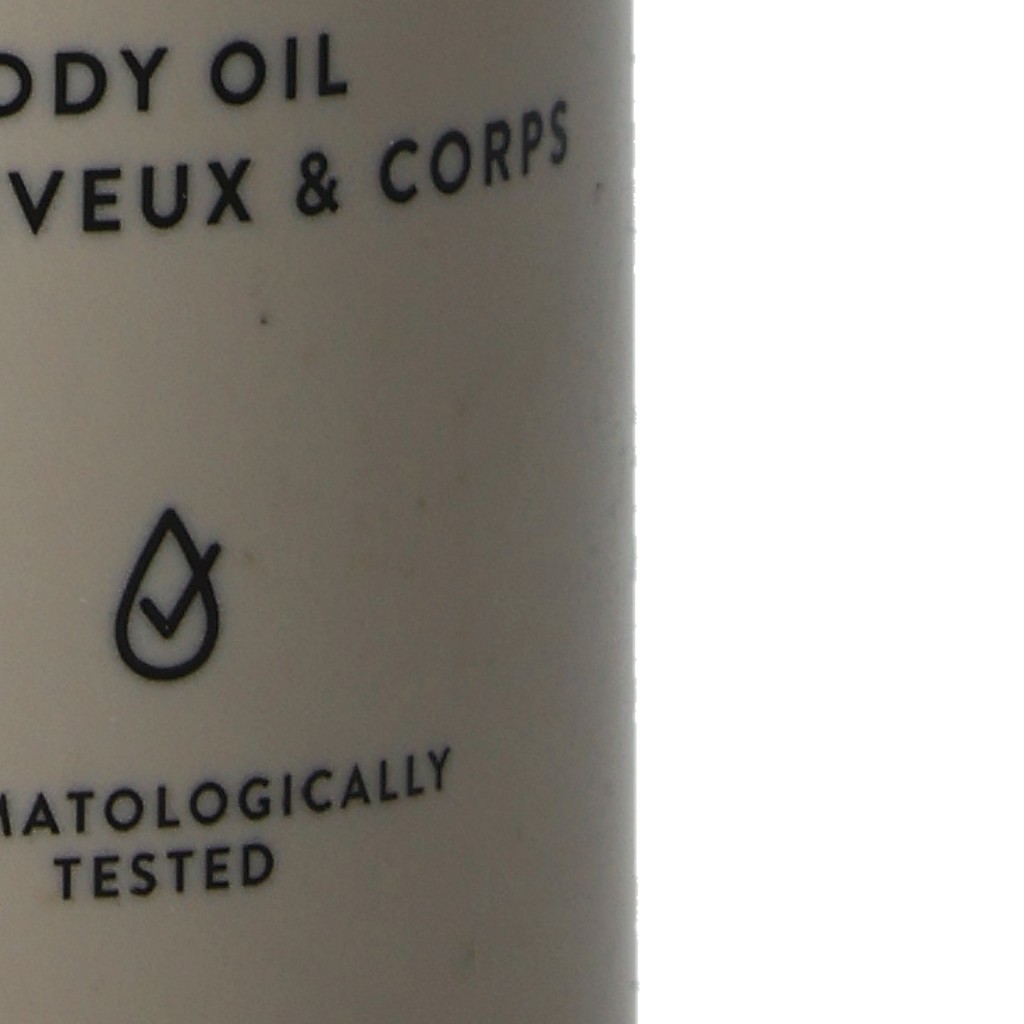 ODY OIL
VEUX & CORPS
MATOLOGICALLY
TESTED